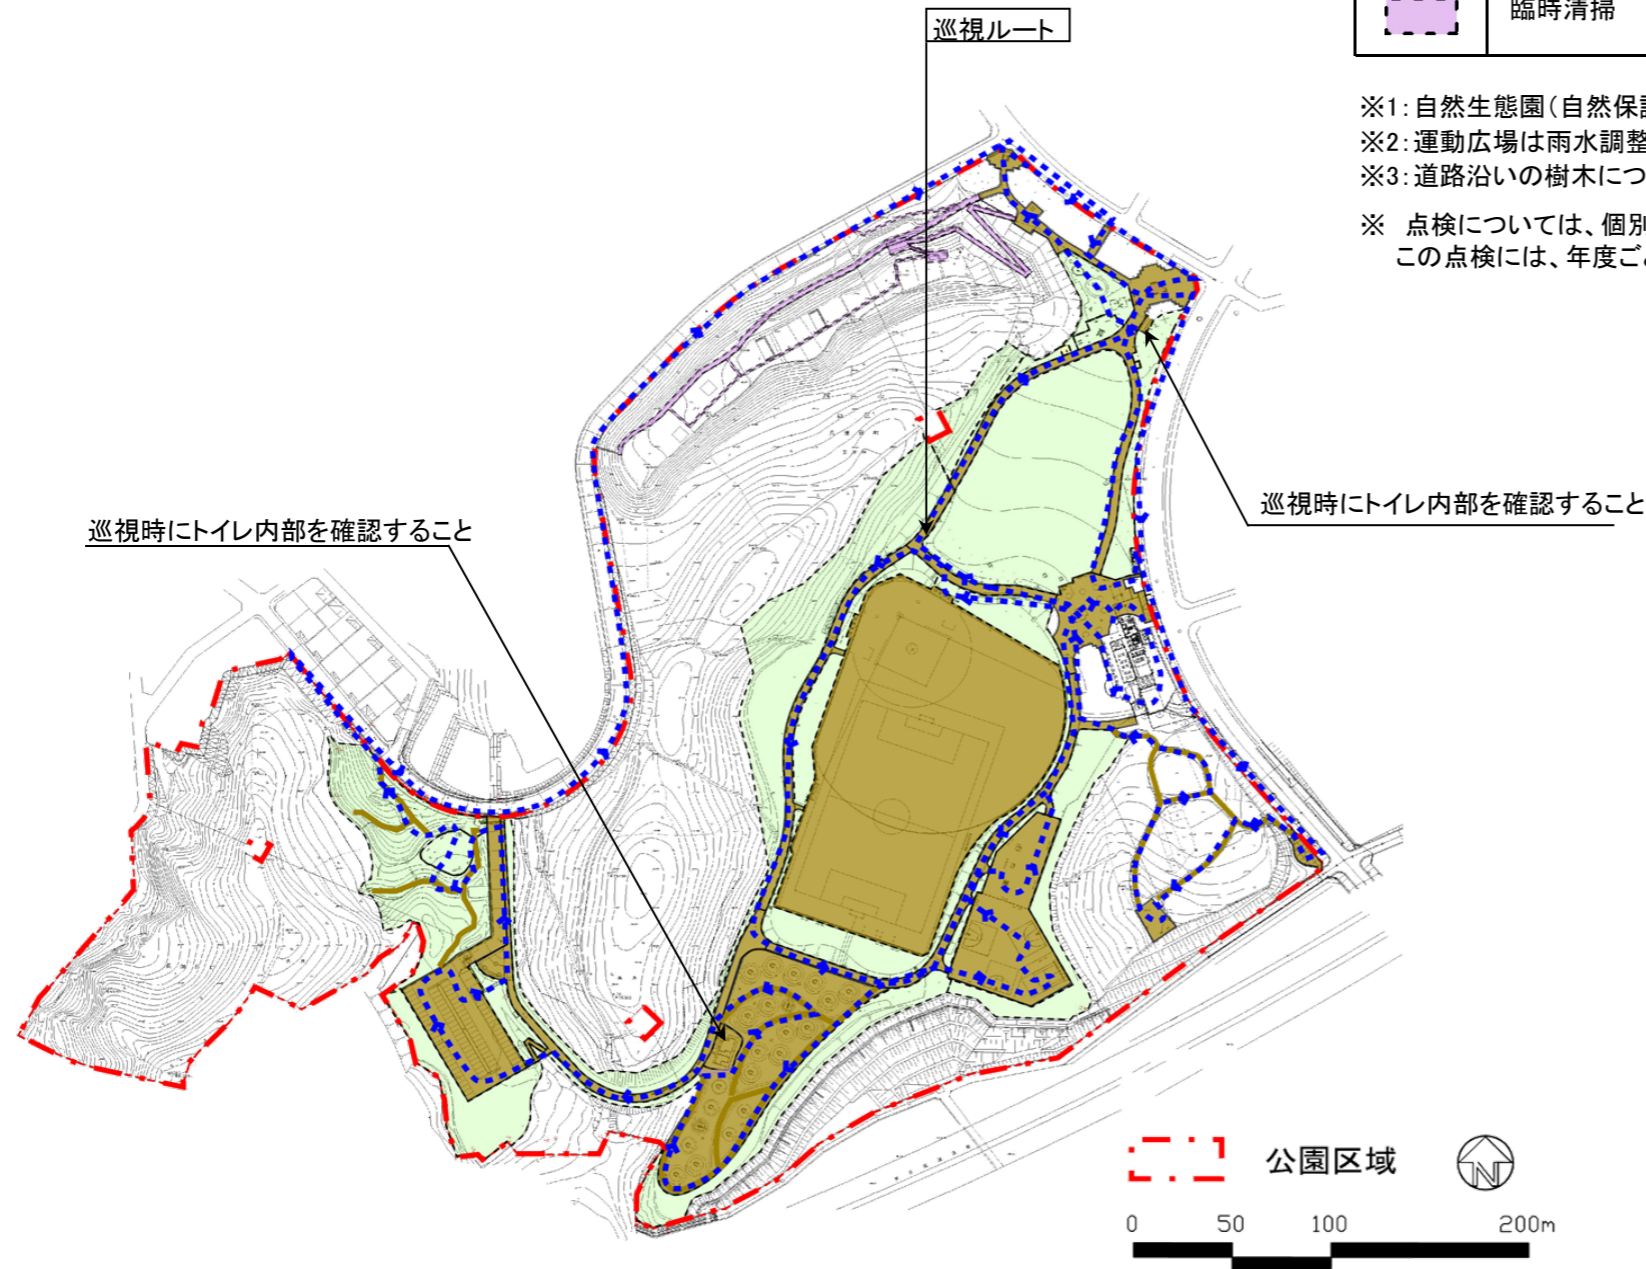 臨時清掃
巡視ルート
※1:自然生態園(自然保
※2:運動広場は雨水調整
※3:道路沿いの樹木につ
※ 点検については、個別
この点検には、年度ご
巡視時にトイレ内部を確認すること
巡視時にトイレ内部を確認すること
公園区域
N
0 50 100 200m